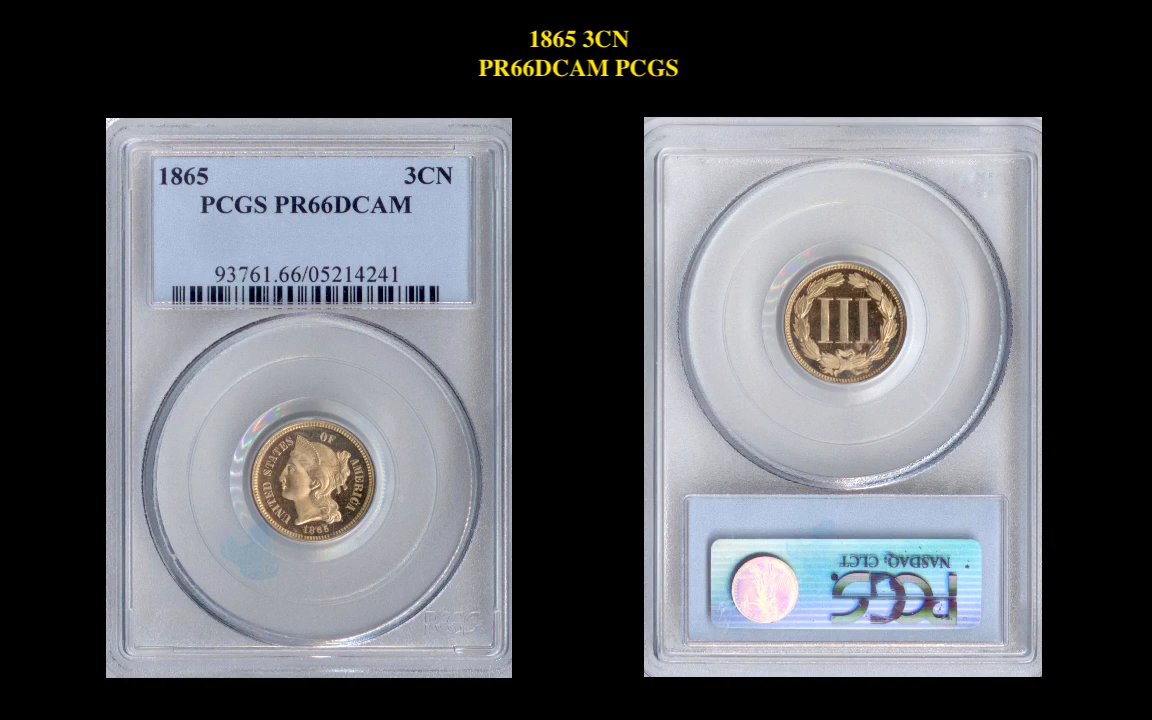 1865 3CN
PR66DCAM PCGS
1865 3CN
PCGS PR66DCAM
93761.66/05214241
UNITED STATES OF AMERICA
1865
PCGS
III
NASDAQ: CLCT
PCGS